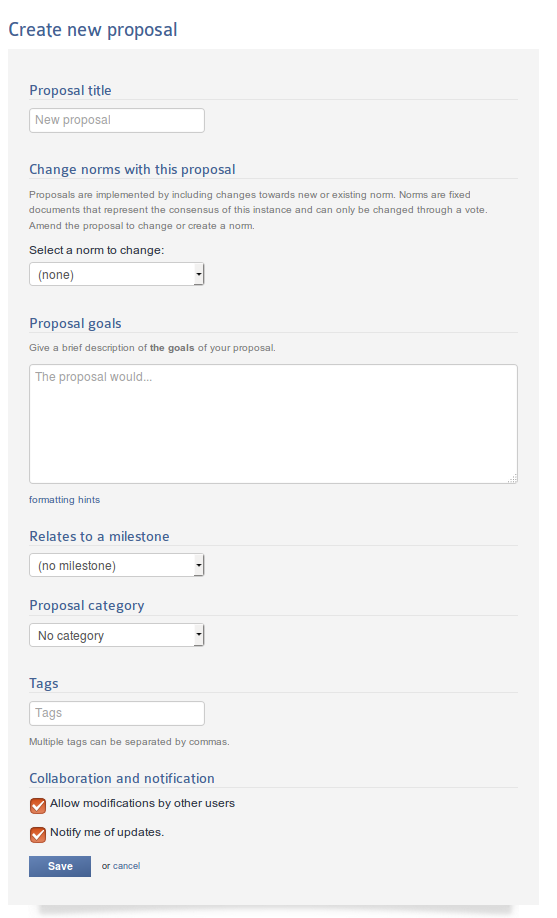 Create new proposal
Proposal title
New proposal
Change norms with this proposal
Proposals are implemented by including changes towards new or existing norm. Norms are fixed
documents that represent the consensus of this instance and can only be changed through a vote.
Amend the proposal to change or create a norm.
Select a norm to change:
(none)
Proposal goals
Give a brief description of the goals of your proposal.
The proposal would...
formatting hints
Relates to a milestone
(no milestone)
Proposal category
No category
Tags
Tags
Multiple tags can be separated by commas.
Collaboration and notification
Allow modifications by other users
Notify me of updates.
Save or cancel